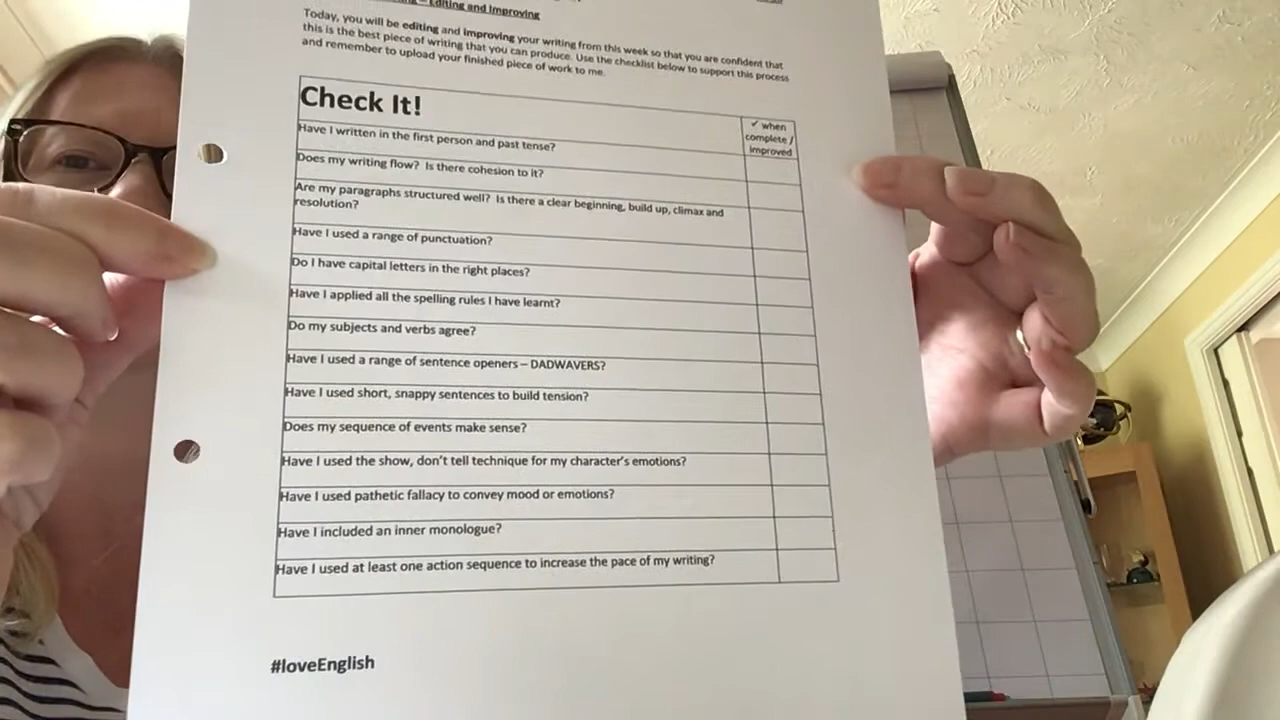 Editing and Improving
Today, you will be editing and improving your writing from this week so that you are confident that
this is the best piece of writing that you can produce. Use the checklist below to support this process
and remember to upload your finished piece of work to me.
Check It!
✓ when
complete /
improved
Have I written in the first person and past tense?
Does my writing flow? Is there cohesion to it?
Are my paragraphs structured well? Is there a clear beginning, build up, climax and
resolution?
Have I used a range of punctuation?
Do I have capital letters in the right places?
Have I applied all the spelling rules I have learnt?
Do my subjects and verbs agree?
Have I used a range of sentence openers – DADWAVERS?
Have I used short, snappy sentences to build tension?
Does my sequence of events make sense?
Have I used the show, don't tell technique for my character's emotions?
Have I used pathetic fallacy to convey mood or emotions?
Have I included an inner monologue?
Have I used at least one action sequence to increase the pace of my writing?
#loveEnglish